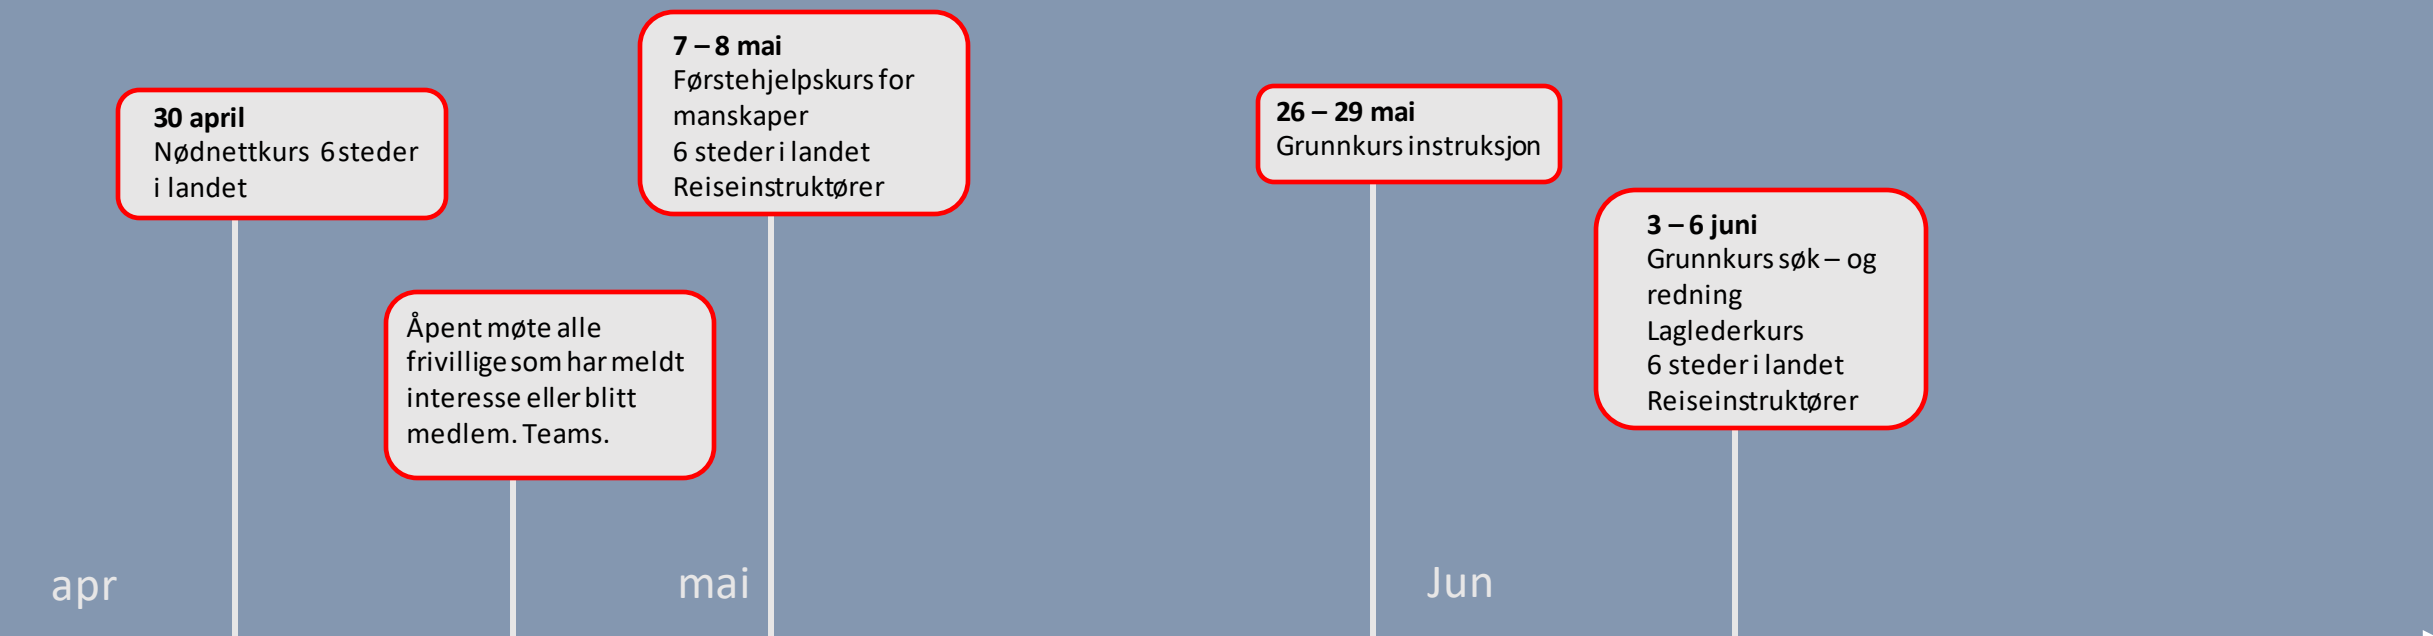 30 april
Nødnettkurs 6 steder
i landet
Åpent møte alle
frivillige som har meldt
interesse eller blitt
medlem. Teams.
7 – 8 mai
Førstehjelpskurs for
manskaper
6 steder i landet
Reiseinstruktører
26 – 29 mai
Grunnkurs instruksjon
3 – 6 juni
Grunnkurs søk – og
redning
Laglederkurs
6 steder i landet
Reiseinstruktører
apr
mai
Jun